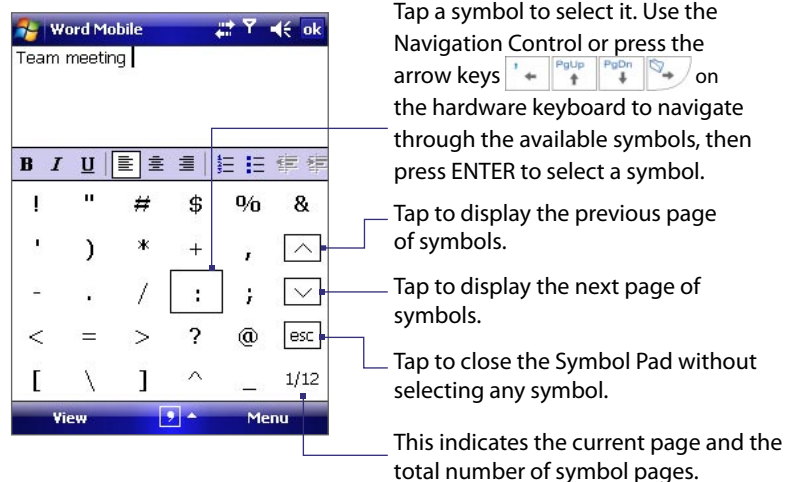 Word Mobile ok
Team meeting
B I U
! " # $ % &
' ) * + ,
- . / : ;
< = > ? @ esc
[ \ ] ^ _ 1/12
View , Menu
Tap a symbol to select it. Use the
Navigation Control or press the
arrow keys ' PgUp PgDn on
the hardware keyboard to navigate
through the available symbols, then
press ENTER to select a symbol.
Tap to display the previous page
of symbols.
Tap to display the next page of
symbols.
Tap to close the Symbol Pad without
selecting any symbol.
This indicates the current page and the
total number of symbol pages.